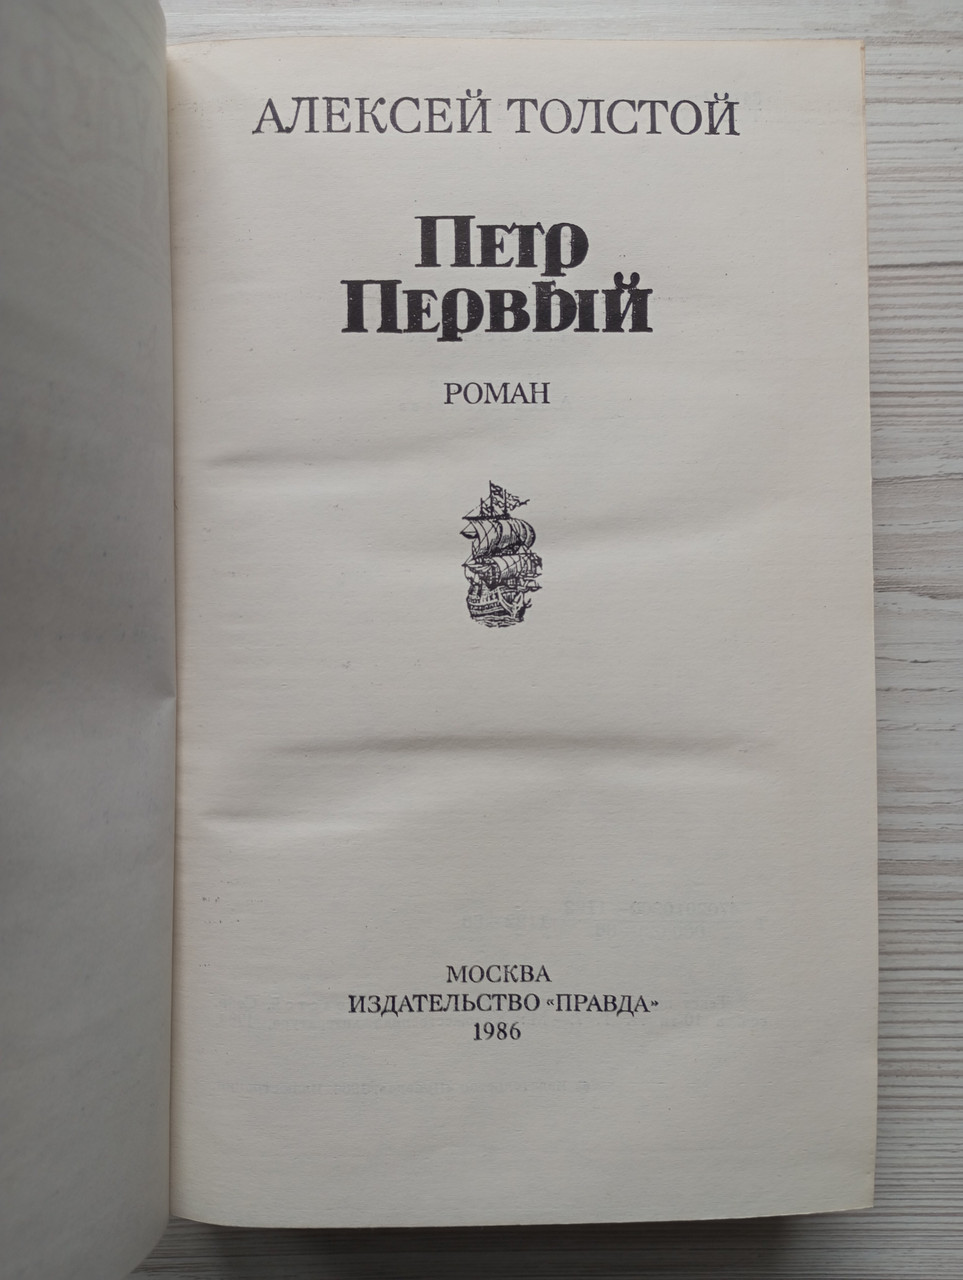 АЛЕКСЕЙ ТОЛСТОЙ
ПЕТР
ПЕРВЫЙ
РОМАН
МОСКВА
ИЗДАТЕЛЬСТВО «ПРАВДА»
1986